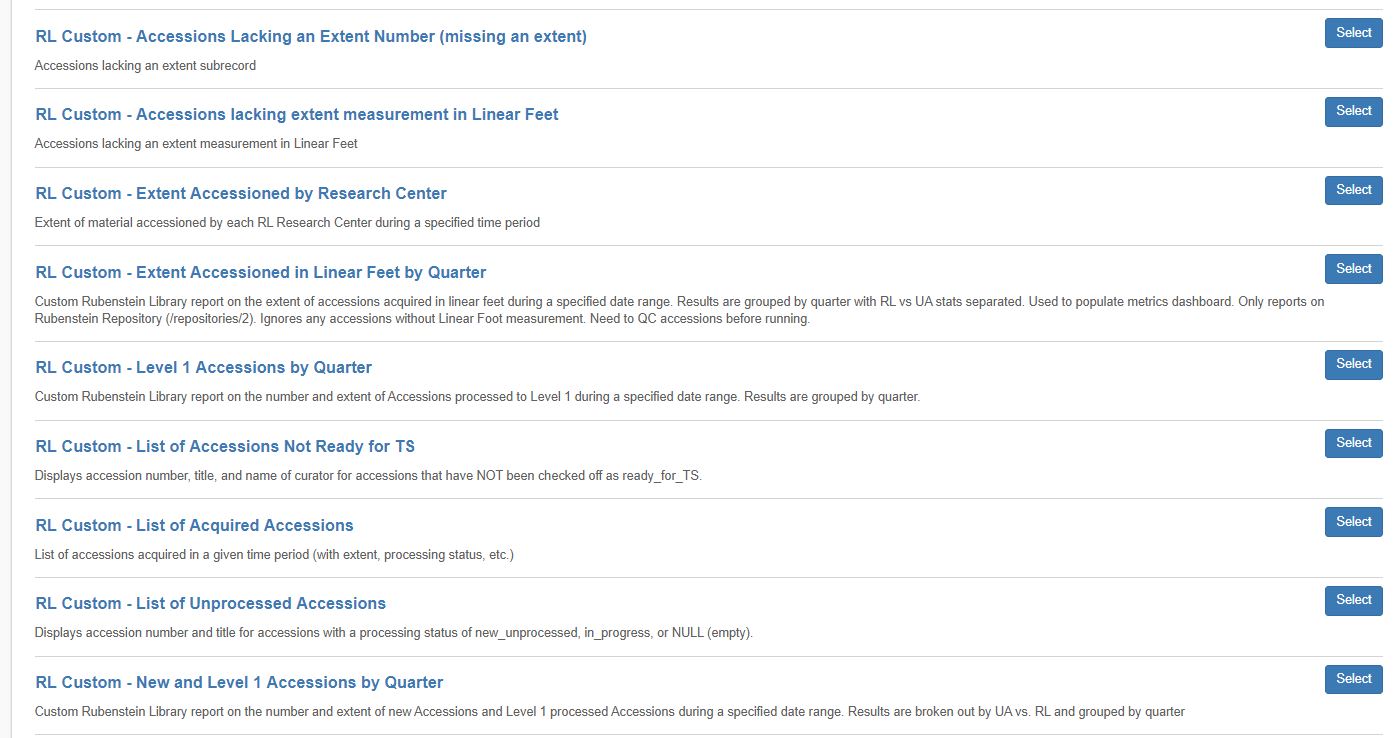 RL Custom - Accessions Lacking an Extent Number (missing an extent)
Select
Accessions lacking an extent subrecord
RL Custom - Accessions lacking extent measurement in Linear Feet
Select
Accessions lacking an extent measurement in Linear Feet
RL Custom - Extent Accessioned by Research Center
Select
Extent of material accessioned by each RL Research Center during a specified time period
RL Custom - Extent Accessioned in Linear Feet by Quarter
Select
Custom Rubenstein Library report on the extent of accessions acquired in linear feet during a specified date range. Results are grouped by quarter with RL vs UA stats separated. Used to populate metrics dashboard. Only reports on
Rubenstein Repository (/repositories/2). Ignores any accessions without Linear Foot measurement. Need to QC accessions before running.
RL Custom - Level 1 Accessions by Quarter
Select
Custom Rubenstein Library report on the number and extent of Accessions processed to Level 1 during a specified date range. Results are grouped by quarter.
RL Custom - List of Accessions Not Ready for TS
Select
Displays accession number, title, and name of curator for accessions that have NOT been checked off as ready_for_TS.
RL Custom - List of Acquired Accessions
Select
List of accessions acquired in a given time period (with extent, processing status, etc.)
RL Custom - List of Unprocessed Accessions
Select
Displays accession number and title for accessions with a processing status of new_unprocessed, in_progress, or NULL (empty).
RL Custom - New and Level 1 Accessions by Quarter
Select
Custom Rubenstein Library report on the number and extent of new Accessions and Level 1 processed Accessions during a specified date range. Results are broken out by UA vs. RL and grouped by quarter